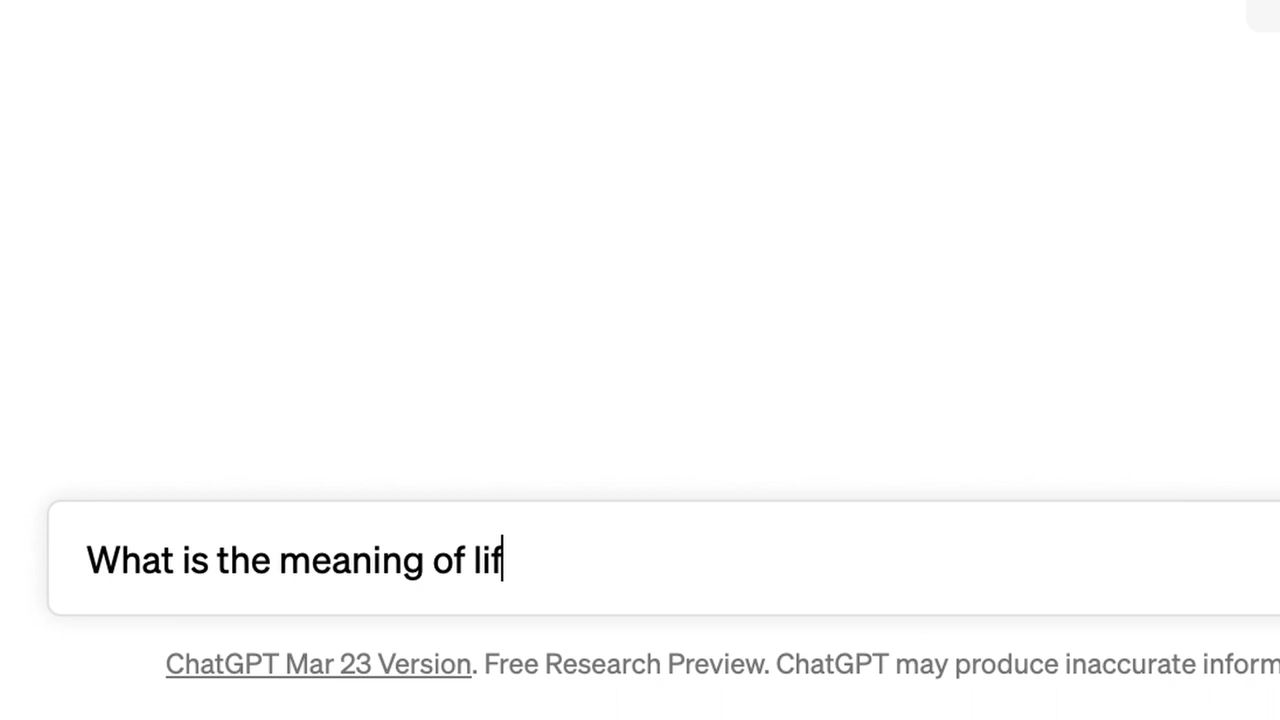 What is the meaning of lif
ChatGPT Mar 23 Version. Free Research Preview. ChatGPT may produce inaccurate inform